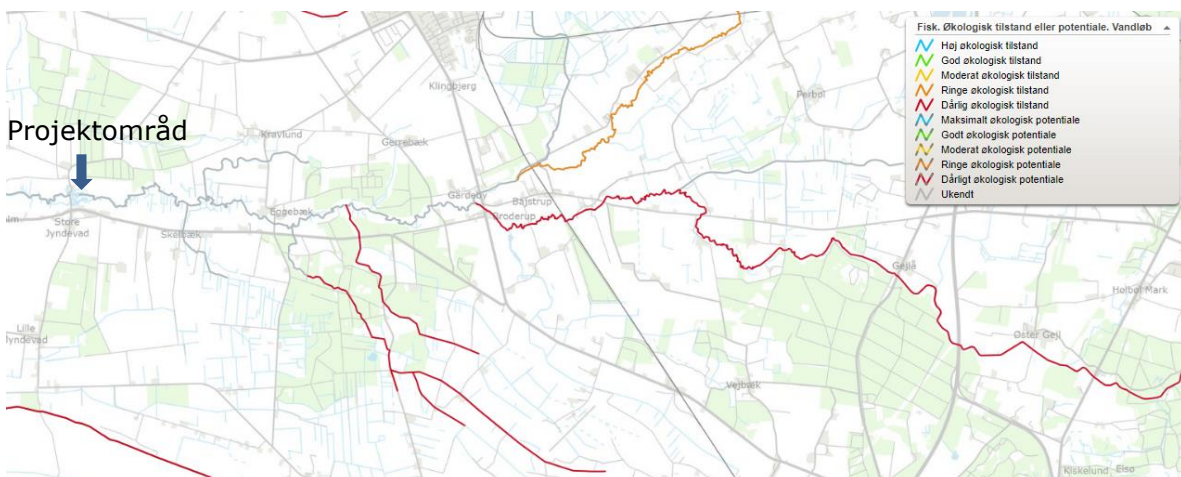 Fisk. Økologisk tilstand eller potentiale. Vandløb
Høj økologisk tilstand
God økologisk tilstand
Moderat økologisk tilstand
Ringe økologisk tilstand
Dårlig økologisk tilstand
Maksimalt økologisk potentiale
Godt økologisk potentiale
Moderat økologisk potentiale
Ringe økologisk potentiale
Dårligt økologisk potentiale
Ukendt
Klingbjerg
Perbøl
Projektområd
Kravlund
Gerrebæk
Gårdeby
Bajstrup
Broderup
Store
Jyndevad
Eggebæk
Skelbæk
Gejlå
Holbøl Mark
Lille
Jyndevad
Øster Gejl
Vejbæk
Kiskelund